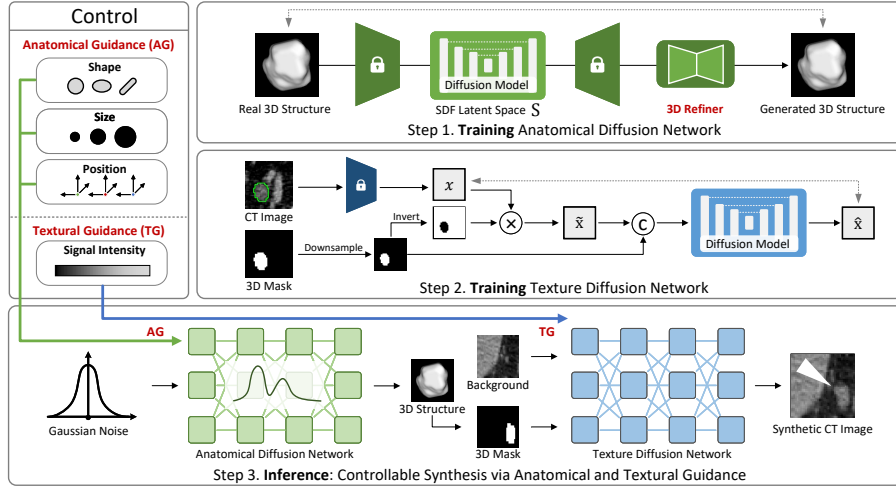 Control
Anatomical Guidance (AG)
Shape
Size
Position
Textural Guidance (TG)
Signal Intensity
Real 3D Structure
Diffusion Model
SDF Latent Space S
3D Refiner
Generated 3D Structure
Step 1. Training Anatomical Diffusion Network
CT Image
x
Invert
x̃
C
Diffusion Model
x̂
Downsample
3D Mask
Step 2. Training Texture Diffusion Network
AG
TG
Gaussian Noise
Anatomical Diffusion Network
3D Structure
Background
3D Mask
Texture Diffusion Network
Synthetic CT Image
Step 3. Inference: Controllable Synthesis via Anatomical and Textural Guidance